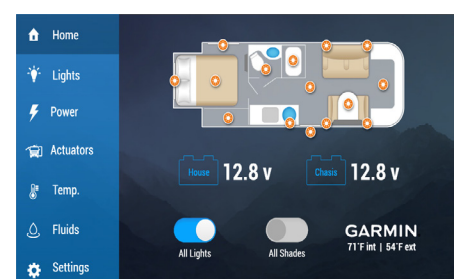 Home
Lights
Power
Actuators
Temp.
Fluids
Settings
House 12.8 v
Chasis 12.8 v
All Lights
All Shades
GARMIN
71°F int | 54°F ext